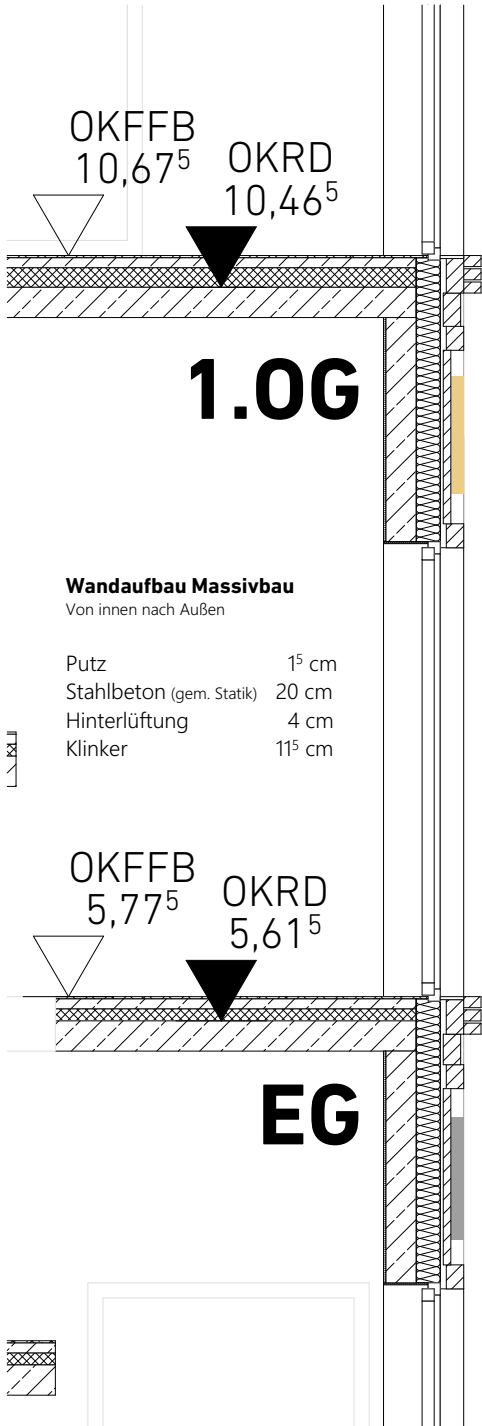 OKFFB
10,67⁵
OKRD
10,46⁵
1.OG
Wandaufbau Massivbau
Von innen nach Außen
Putz 1⁵ cm
Stahlbeton (gem. Statik) 20 cm
Hinterlüftung 4 cm
Klinker 11⁵ cm
OKFFB
5,77⁵
OKRD
5,61⁵
EG